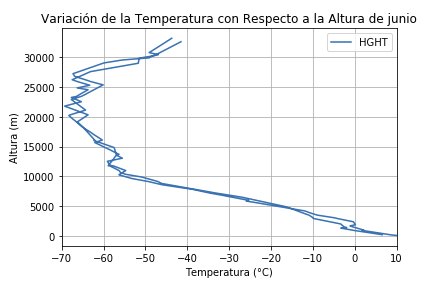 Variación de la Temperatura con Respecto a la Altura de junio
HGHT
Altura (m)
30000
25000
20000
15000
10000
5000
0
−70 −60 −50 −40 −30 −20 −10 0 10
Temperatura (°C)